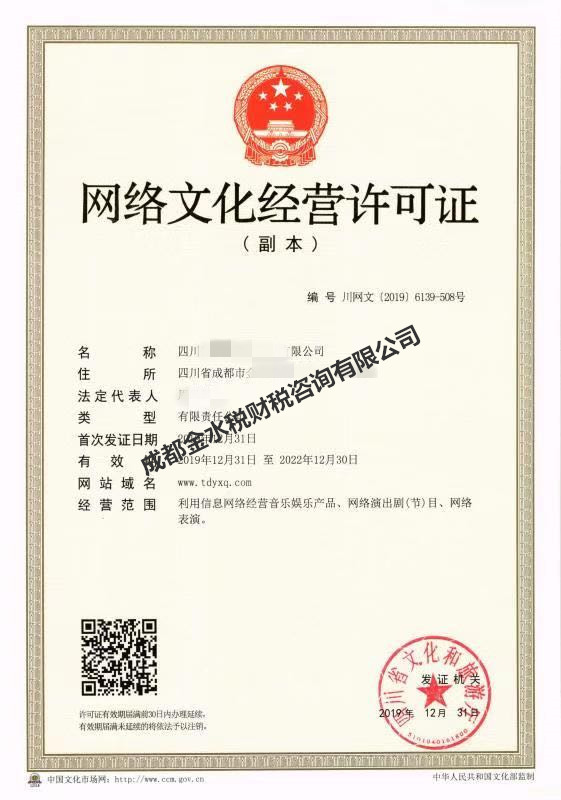 网络文化经营许可证
（副本）
编 号 川网文〔2019〕6139-508号
名 称 四川 有限公司
住 所 四川省成都市
法定代表人
类 型 有限责任
首次发证日期 12月31日
有 效 2019年12月31日 至 2022年12月30日
网站域名 www.tdyxq.com
经营范围 利用信息网络经营音乐娱乐产品、网络演出剧(节)目、网络
表演。
成都金水税财税咨询有限公司
四川省文化和旅游厅
发证机关
2019年 12月 31日
5101040161800
许可证有效期届满前30日内办理延续，
有效期届满未延续的将依法予以注销。
中国文化市场网: http://www.ccm.gov.cn
中华人民共和国文化部监制